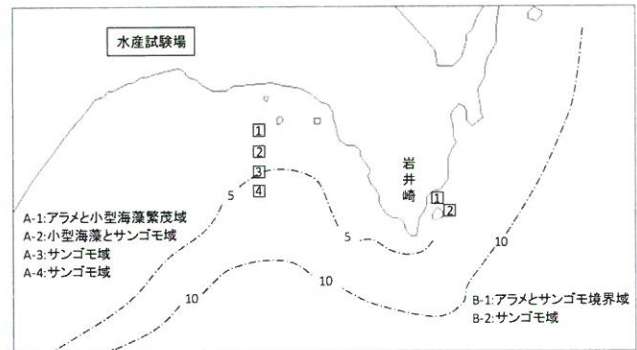 水産試験場
1
2
3
4
岩井崎
1
2
5
5
10
10
10
A-1:アラメと小型海藻繁茂域
A-2:小型海藻とサンゴモ域
A-3:サンゴモ域
A-4:サンゴモ域
B-1:アラメとサンゴモ境界域
B-2:サンゴモ域